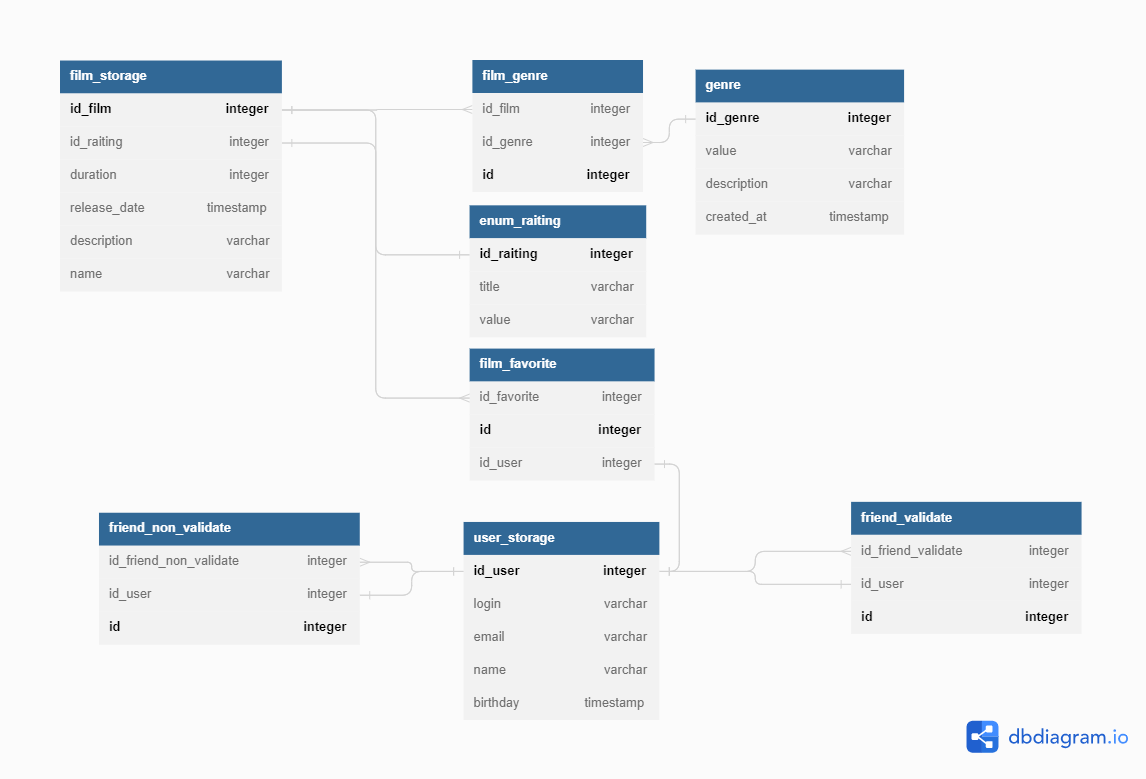 film_storage
id_film integer
id_raiting integer
duration integer
release_date timestamp
description varchar
name varchar
film_genre
id_film integer
id_genre integer
id integer
genre
id_genre integer
value varchar
description varchar
created_at timestamp
enum_raiting
id_raiting integer
title varchar
value varchar
film_favorite
id_favorite integer
id integer
id_user integer
friend_non_validate
id_friend_non_validate integer
id_user integer
id integer
user_storage
id_user integer
login varchar
email varchar
name varchar
birthday timestamp
friend_validate
id_friend_validate integer
id_user integer
id integer
dbdiagram.io